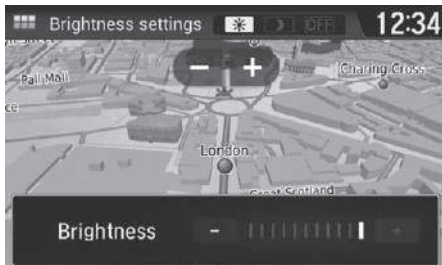 Brightness settings OFF 12:34
− +
Pall Mall
Charing Cross
London
Great Scotland
Brightness - +